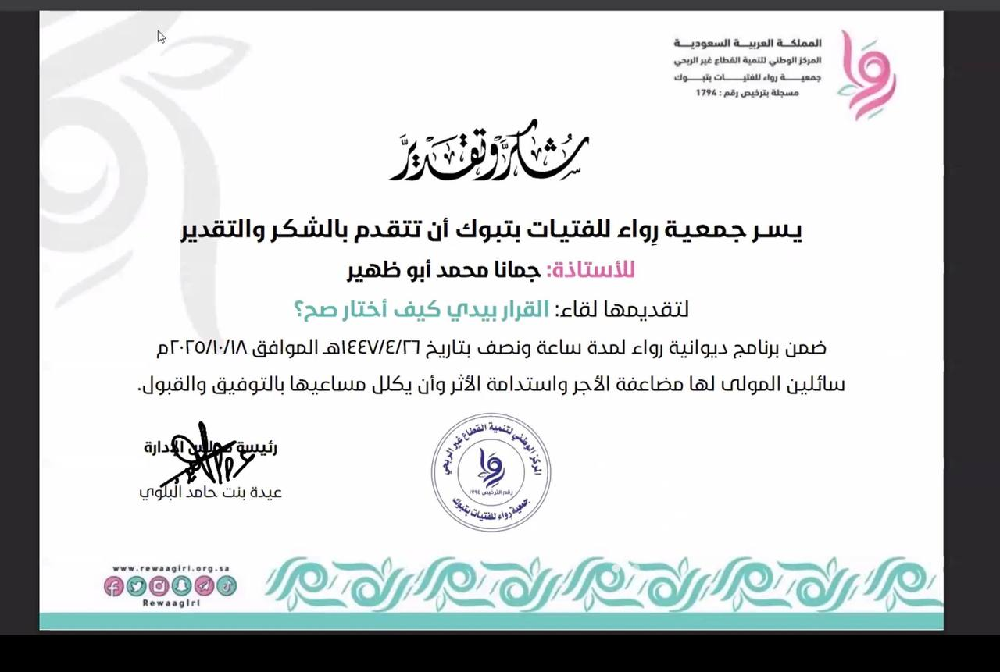 المملكة العربية السعودية
المركز الوطني لتنمية القطاع غير الربحي
جمعية رواء للفتيات بتبوك
مسجلة بترخيص رقم : 1794
شكر وتقدير
يسر جمعية رِواء للفتيات بتبوك أن تتقدم بالشكر والتقدير
للأستاذة: جمانا محمد أبو ظهير
لتقديمها لقاء: القرار بيدي كيف أختار صح؟
ضمن برنامج ديوانية رواء لمدة ساعة ونصف بتاريخ ١٤٤٧/٤/٢٦هـ الموافق ٢٠٢٥/١٠/١٨م
سائلين المولى لها مضاعفة الأجر واستدامة الأثر وأن يكلل مساعيها بالتوفيق والقبول.
رئيسة مجلس الإدارة
عيدة بنت حامد البلوي
المركز الوطني لتنمية القطاع غير الربحي
رواء
رقم الترخيص ١٧٩٤
جمعية رواء للفتيات بتبوك
www.rewaagirl.org.sa
Rewaagirl